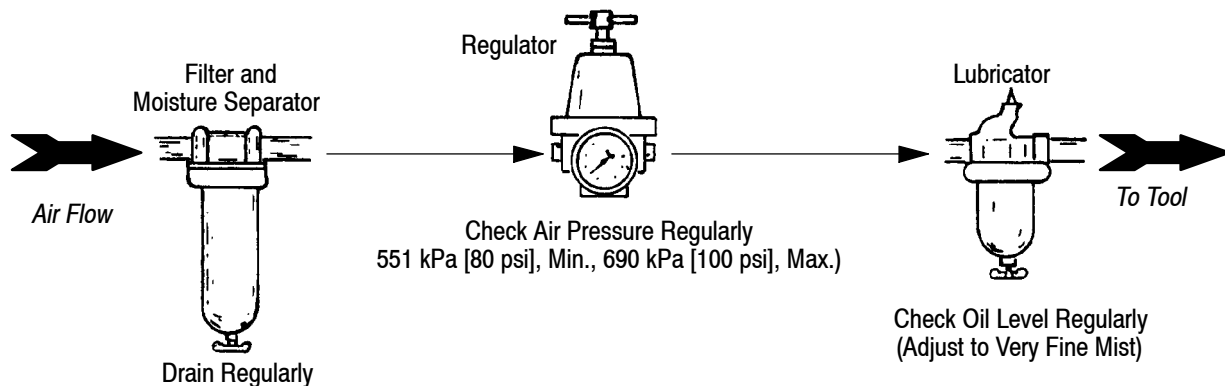 Filter and
Moisture Separator
Air Flow
Drain Regularly
Regulator
Check Air Pressure Regularly
551 kPa [80 psi], Min., 690 kPa [100 psi], Max.)
Lubricator
To Tool
Check Oil Level Regularly
(Adjust to Very Fine Mist)